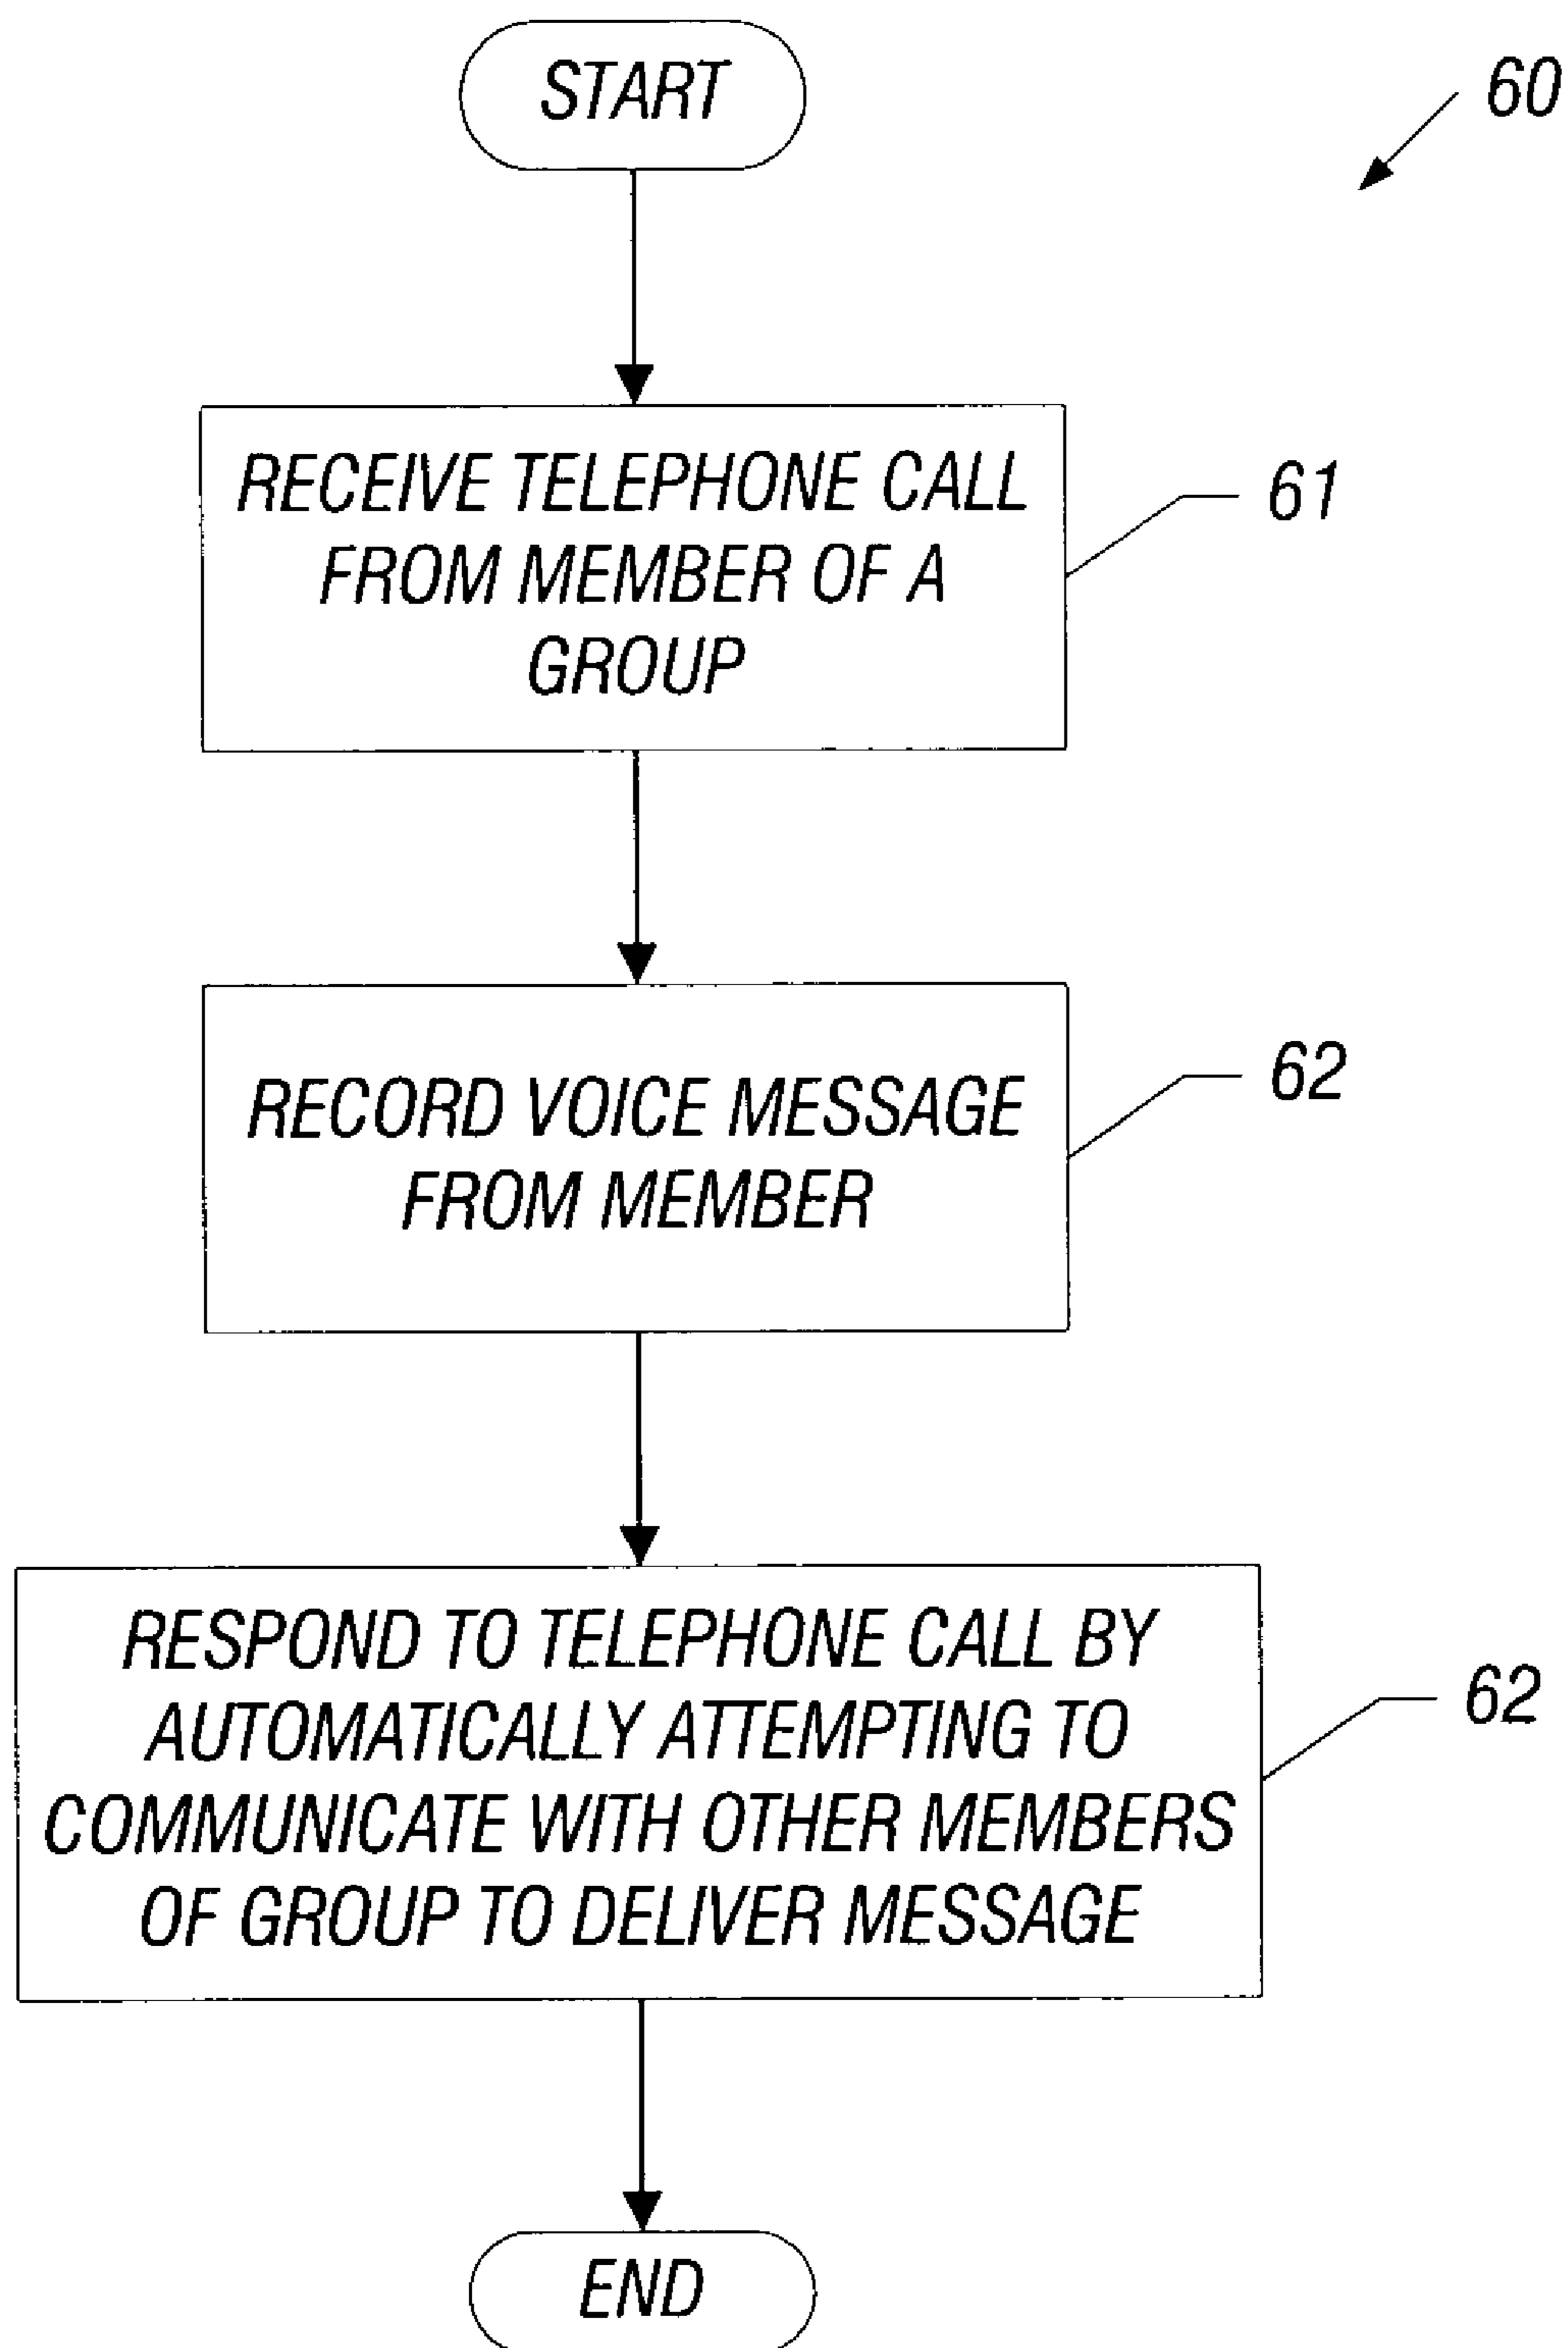 START
60
RECEIVE TELEPHONE CALL
FROM MEMBER OF A
GROUP
61
RECORD VOICE MESSAGE
FROM MEMBER
62
RESPOND TO TELEPHONE CALL BY
AUTOMATICALLY ATTEMPTING TO
COMMUNICATE WITH OTHER MEMBERS
OF GROUP TO DELIVER MESSAGE
62
END